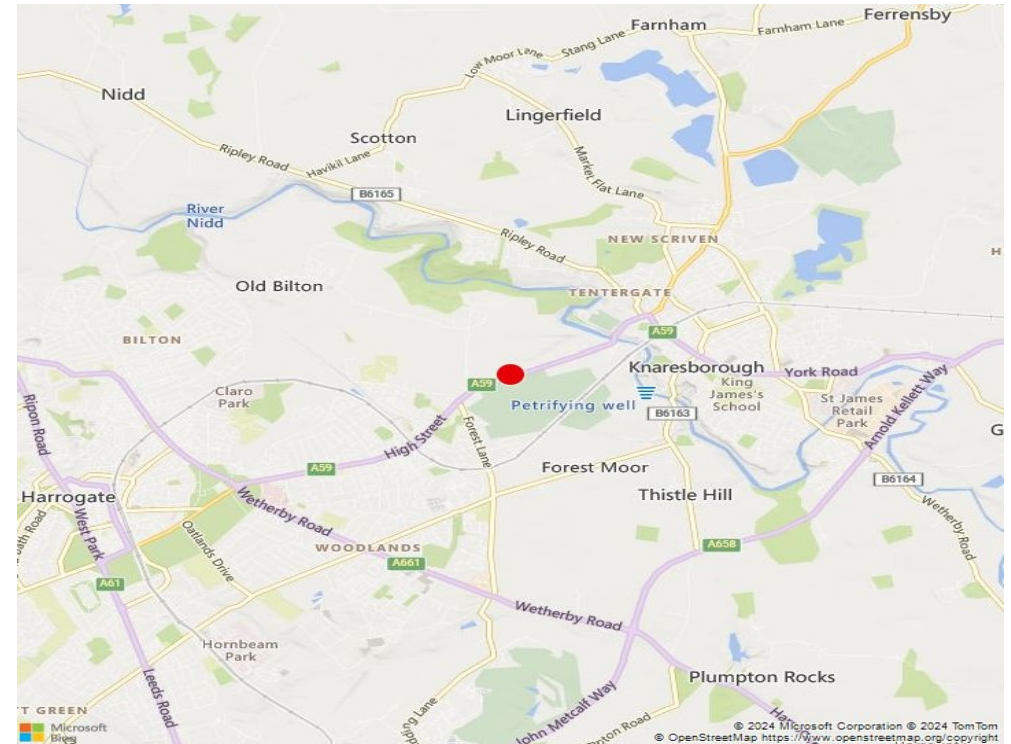 Ferrensby
Farnham
Farnham Lane
Stang Lane
Low Moor Lane
Nidd
Lingerfield
Scotton
Ripley Road
Havikil Lane
Market Flat Lane
B6165
River
Nidd
Ripley Road
NEW SCRIVEN
H
Old Bilton
TENTERGATE
A59
BILTON
Knaresborough
York Road
Claro
Park
A59
King
James's
School
Petrifying well
B6163
St James
Retail
Park
Arnold Kellett Way
Ripon Road
High Street
Forest Lane
G
A59
Forest Moor
B6164
Harrogate
Wetherby Road
Thistle Hill
West Park
Oatlands Drive
Wetherby Road
WOODLANDS
A658
A661
A61
Wetherby Road
Hornbeam
Park
Leeds Road
Plumpton Rocks
John Metcalf Way
T GREEN
Microsoft
Bing
© 2024 Microsoft Corporation © 2024 TomTom
© OpenStreetMap https://www.openstreetmap.org/copyright